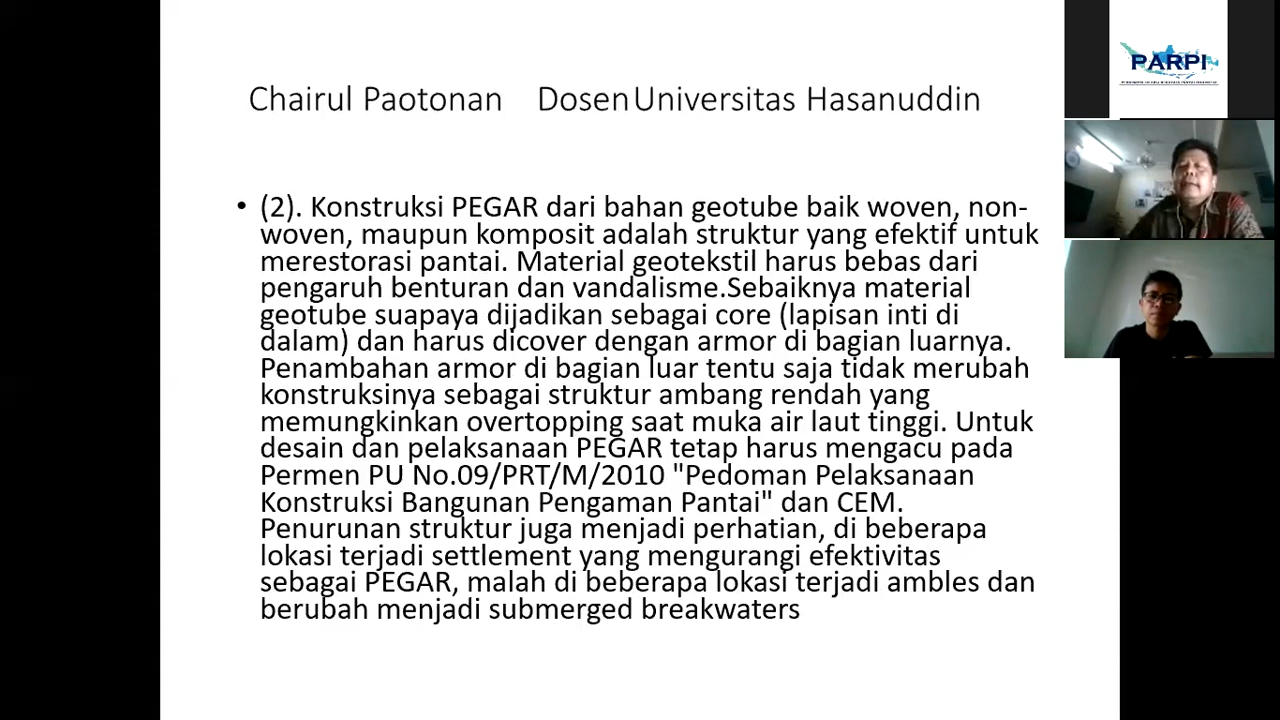 Chairul Paotonan Dosen Universitas Hasanuddin
• (2). Konstruksi PEGAR dari bahan geotube baik woven, non-
woven, maupun komposit adalah struktur yang efektif untuk
merestorasi pantai. Material geotekstil harus bebas dari
pengaruh benturan dan vandalisme.Sebaiknya material
geotube suapaya dijadikan sebagai core (lapisan inti di
dalam) dan harus dicover dengan armor di bagian luarnya.
Penambahan armor di bagian luar tentu saja tidak merubah
konstruksinya sebagai struktur ambang rendah yang
memungkinkan overtopping saat muka air laut tinggi. Untuk
desain dan pelaksanaan PEGAR tetap harus mengacu pada
Permen PU No.09/PRT/M/2010 "Pedoman Pelaksanaan
Konstruksi Bangunan Pengaman Pantai" dan CEM.
Penurunan struktur juga menjadi perhatian, di beberapa
lokasi terjadi settlement yang mengurangi efektivitas
sebagai PEGAR, malah di beberapa lokasi terjadi ambles dan
berubah menjadi submerged breakwaters
PARPI